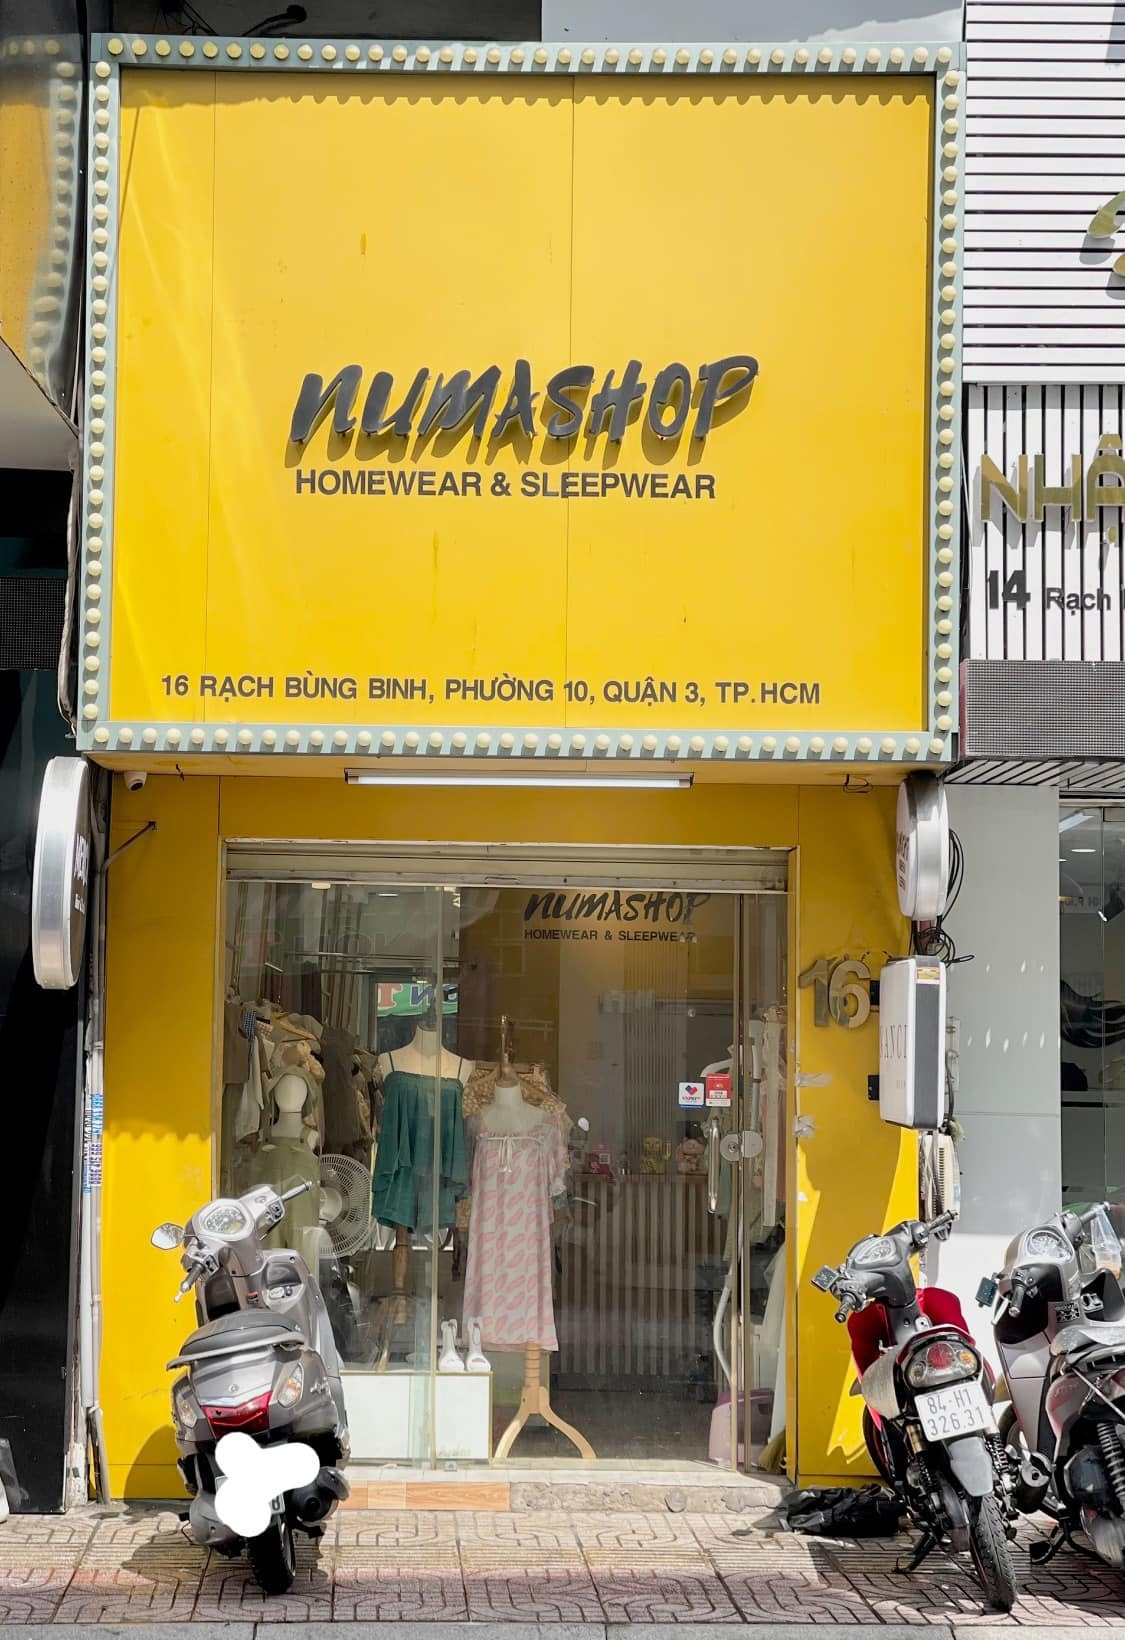 NUMASHOP
HOMEWEAR & SLEEPWEAR
16 RẠCH BÙNG BINH, PHƯỜNG 10, QUẬN 3, TP.HCM
NHẬ
14 Rạch
NUMASHOP
HOMEWEAR & SLEEPWEAR
16
84-H1
326.31